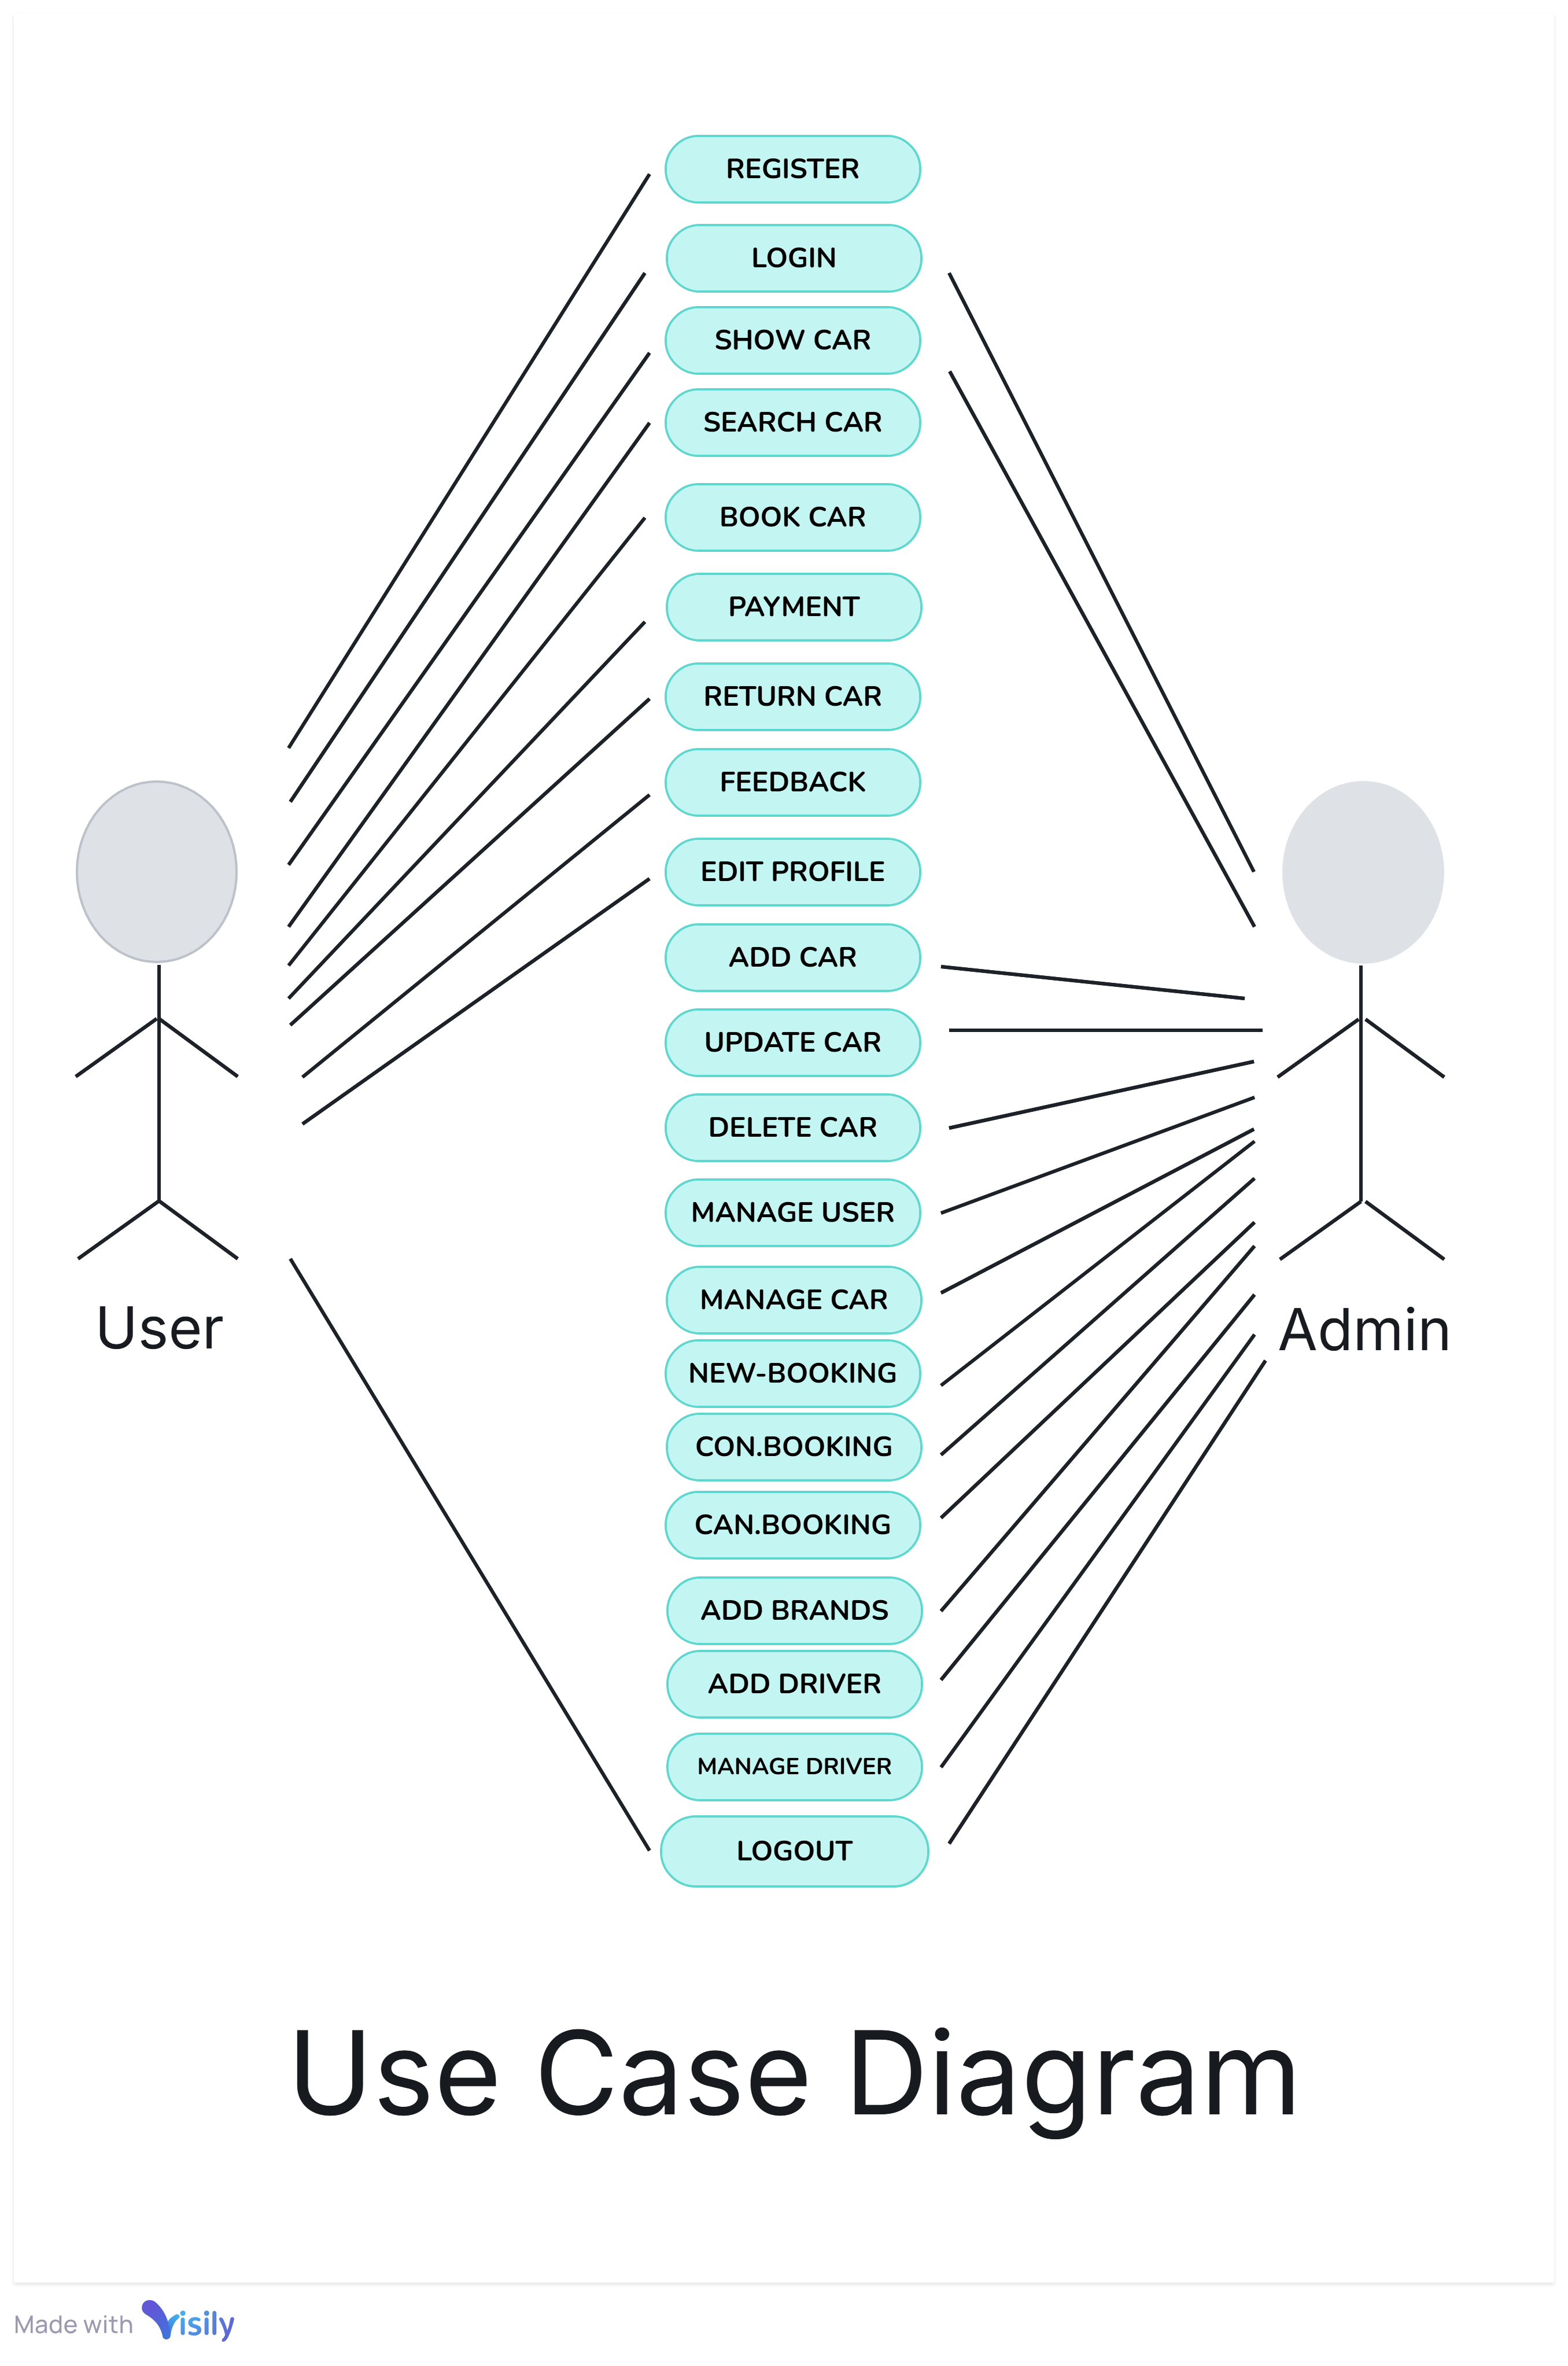 REGISTER
LOGIN
SHOW CAR
SEARCH CAR
BOOK CAR
PAYMENT
RETURN CAR
FEEDBACK
EDIT PROFILE
ADD CAR
UPDATE CAR
DELETE CAR
MANAGE USER
MANAGE CAR
User
Admin
NEW-BOOKING
CON.BOOKING
CAN.BOOKING
ADD BRANDS
ADD DRIVER
MANAGE DRIVER
LOGOUT
Use Case Diagram
Made with Visily